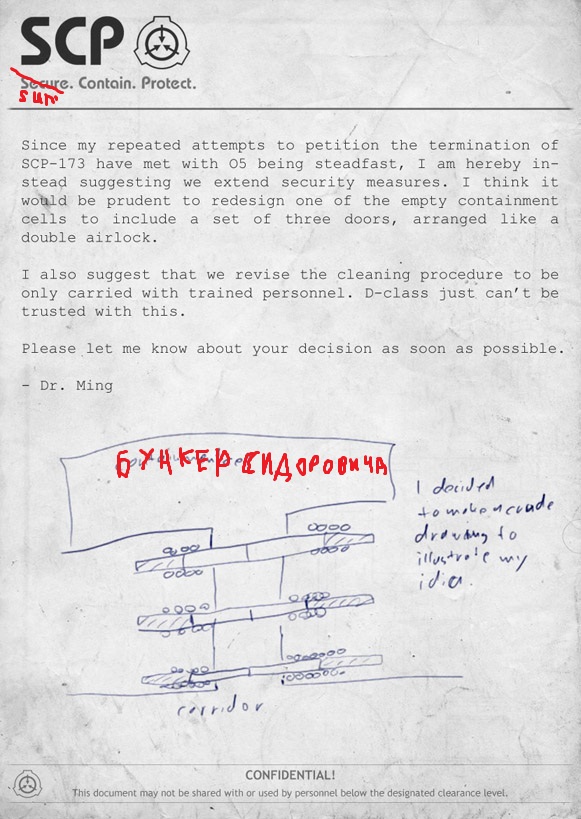 SCP
Secure. Contain. Protect.
sur.
Since my repeated attempts to petition the termination of
SCP-173 have met with O5 being steadfast, I am hereby in-
stead suggesting we extend security measures. I think it
would be prudent to redesign one of the empty containment
cells to include a set of three doors, arranged like a
double airlock.
I also suggest that we revise the cleaning procedure to be
only carried with trained personnel. D-class just can't be
trusted with this.
Please let me know about your decision as soon as possible.
- Dr. Ming
БУНКЕР СИДОРОВИЧА
I decided
to make a crude
drawing to
illustrate my
idea.
corridor
CONFIDENTIAL!
This document may not be shared with or used by personnel below the designated clearance level.